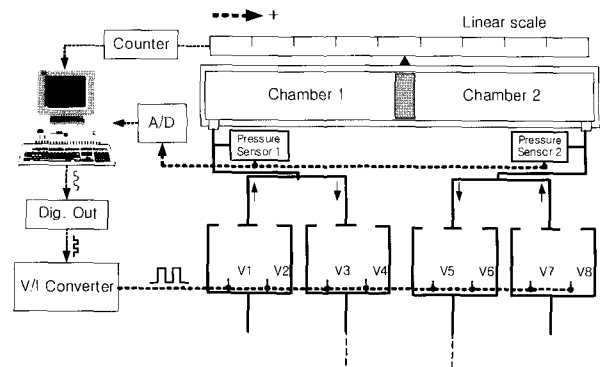 +
Linear scale
Counter
Chamber 1
Chamber 2
A/D
Pressure
Sensor 1
Pressure
Sensor 2
Dig. Out
V/I Converter
V1 V2 V3 V4 V5 V6 V7 V8